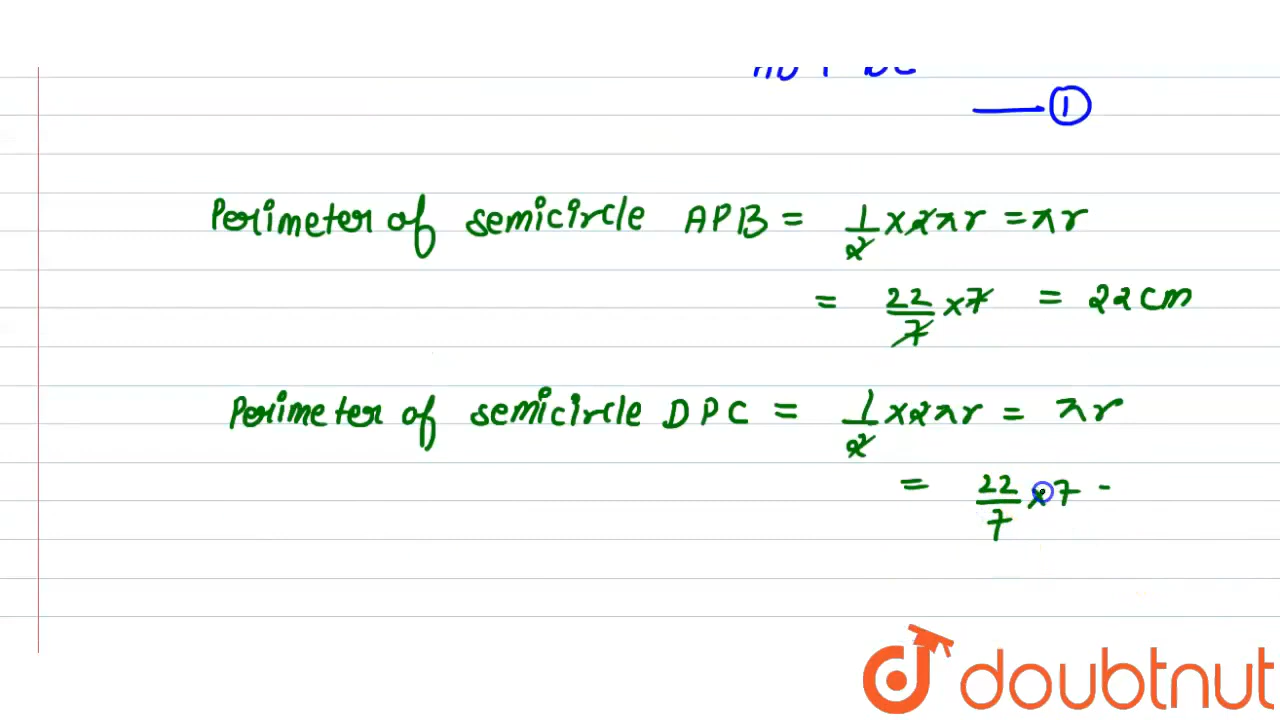 ①
Perimeter of semicircle APB = 1/2 × 2πr = πr
= 22/7 × 7 = 22 cm
Perimeter of semicircle DPC = 1/2 × 2πr = πr
= 22/7 × 7 -
doubtnut